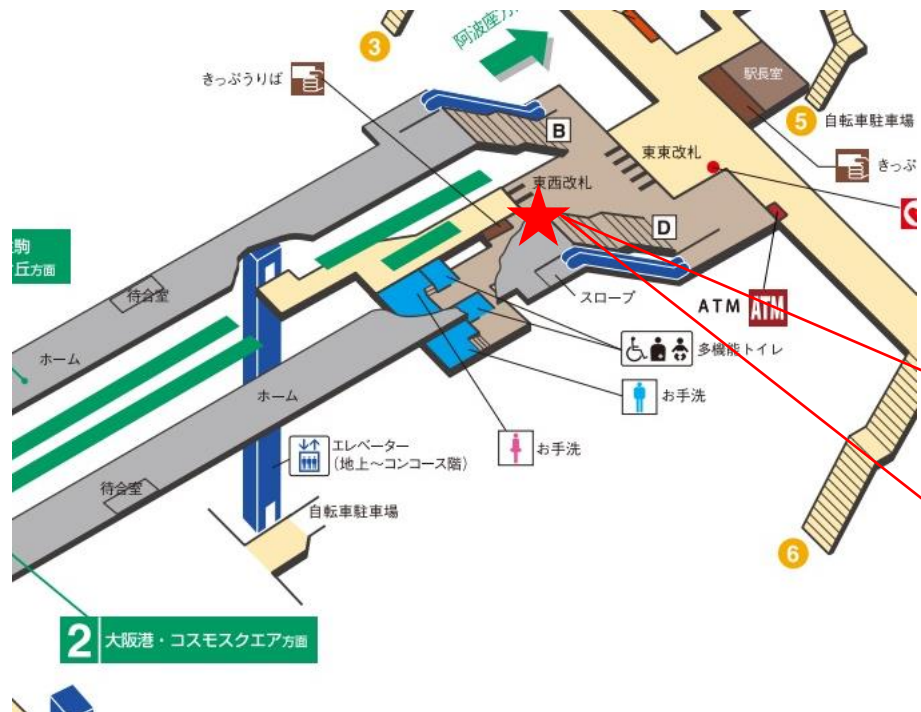 3
阿波座方
きっぷうりば
駅長室
5
自転車駐車場
B
東東改札
きっぷ
東西改札
D
駒
丘方面
待合室
スロープ
ATM
ATM
ホーム
多機能トイレ
ホーム
お手洗
エレベーター
(地上～コンコース階)
お手洗
待合室
自転車駐車場
6
2
大阪港・コスモスクエア方面